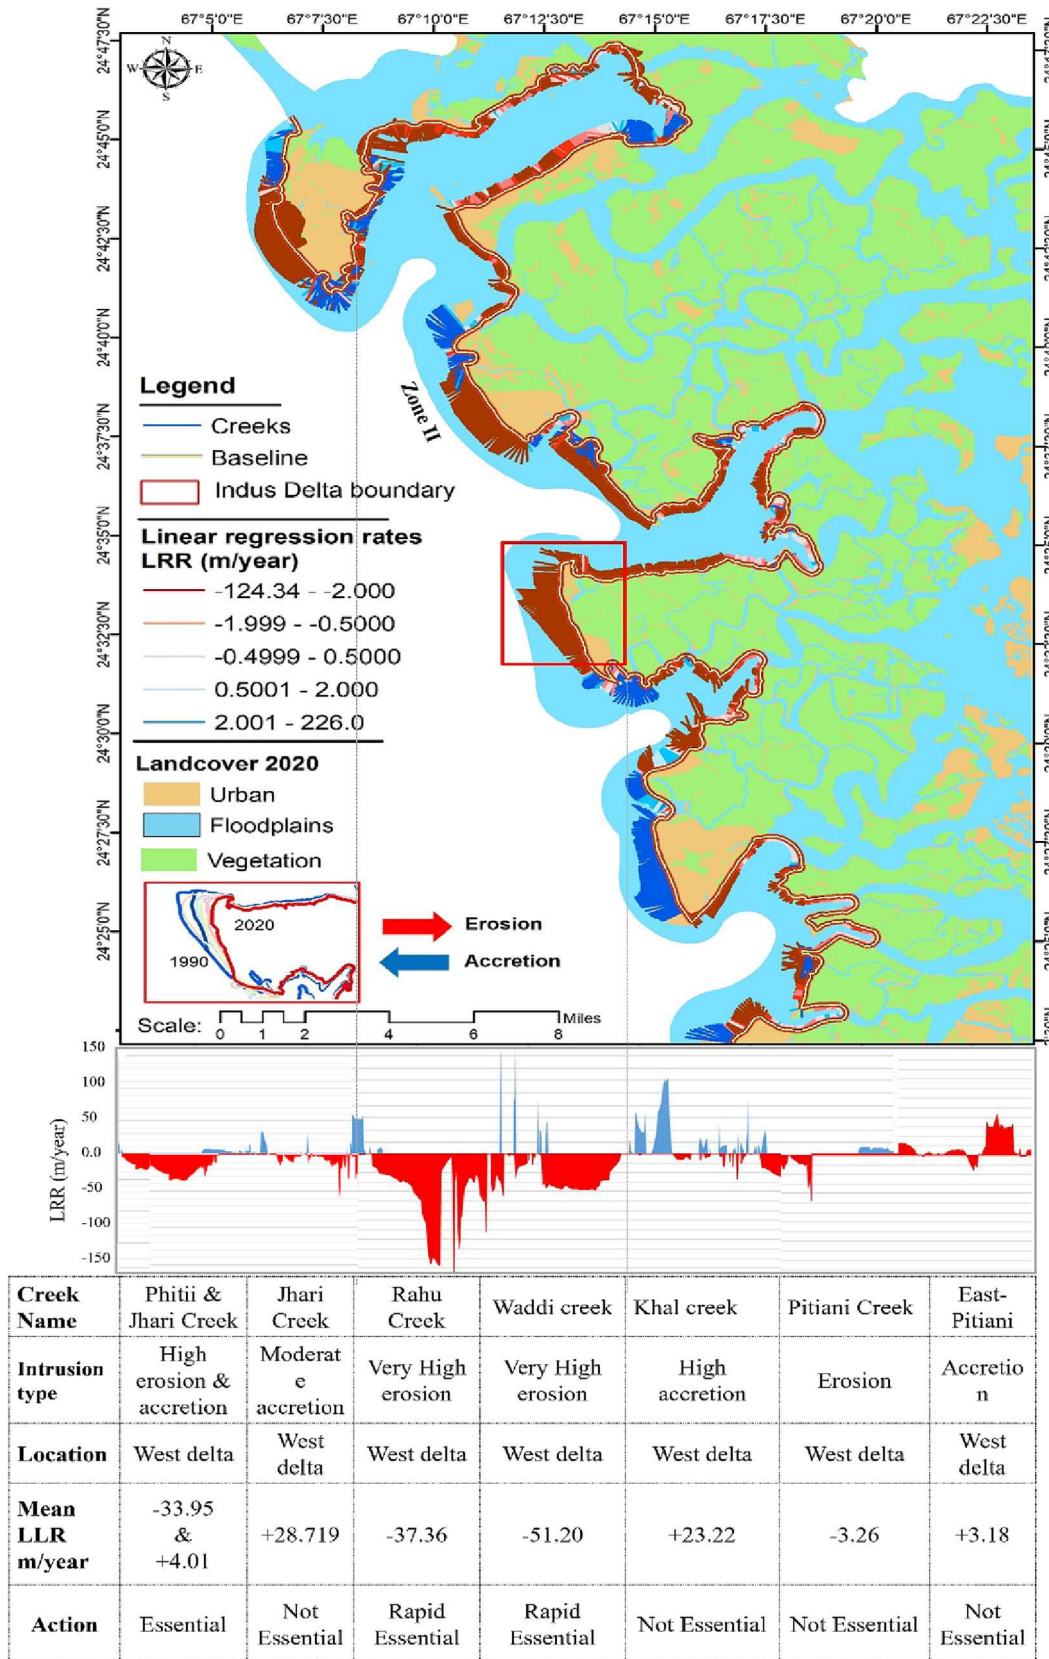 67°5'0"E 67°7'30"E 67°10'0"E 67°12'30"E 67°15'0"E 67°17'30"E 67°20'0"E 67°22'30"E
24°47'30"N
N
W E
S
24°45'0"N
24°42'30"N
24°40'0"N
Zone II
Legend
Creeks
24°37'30"N
Baseline
Indus Delta boundary
24°35'0"N
Linear regression rates
LRR (m/year)
-124.34 - -2.000
-1.999 - -0.5000
24°32'30"N
-0.4999 - 0.5000
0.5001 - 2.000
2.001 - 226.0
24°30'0"N
Landcover 2020
Urban
Floodplains
24°27'30"N
Vegetation
2020
1990
24°25'0"N
Erosion
Accretion
Scale: 0 1 2 4 6 8 Miles
LRR (m/year)
150
100
50
0.0
-50
-100
-150
Creek Name Phitii & Jhari Creek Jhari Creek Rahu Creek Waddi creek Khal creek Pitiani Creek East-Pitiani
Intrusion type High erosion & accretion Moderat e accretion Very High erosion Very High erosion High accretion Erosion Accretio n
Location West delta West delta West delta West delta West delta West delta West delta
Mean LLR m/year -33.95 & +4.01 +28.719 -37.36 -51.20 +23.22 -3.26 +3.18
Action Essential Not Essential Rapid Essential Rapid Essential Not Essential Not Essential Not Essential